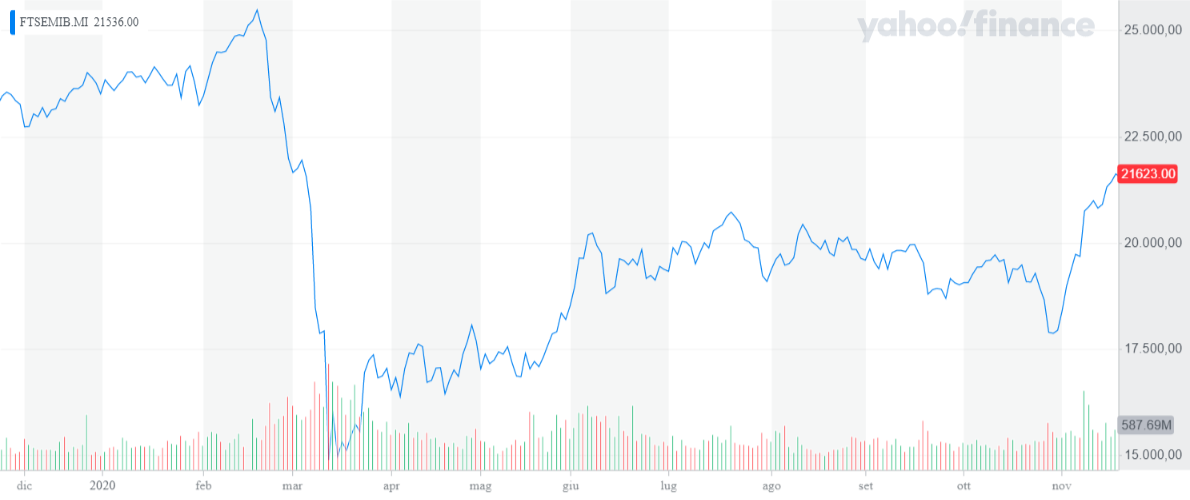 FTSEMIB.MI 21536.00
yahoo!finance
25.000,00
22.500,00
21623.00
20.000,00
17.500,00
587.69M
15.000,00
dic 2020 feb mar apr mag giu lug ago set ott nov